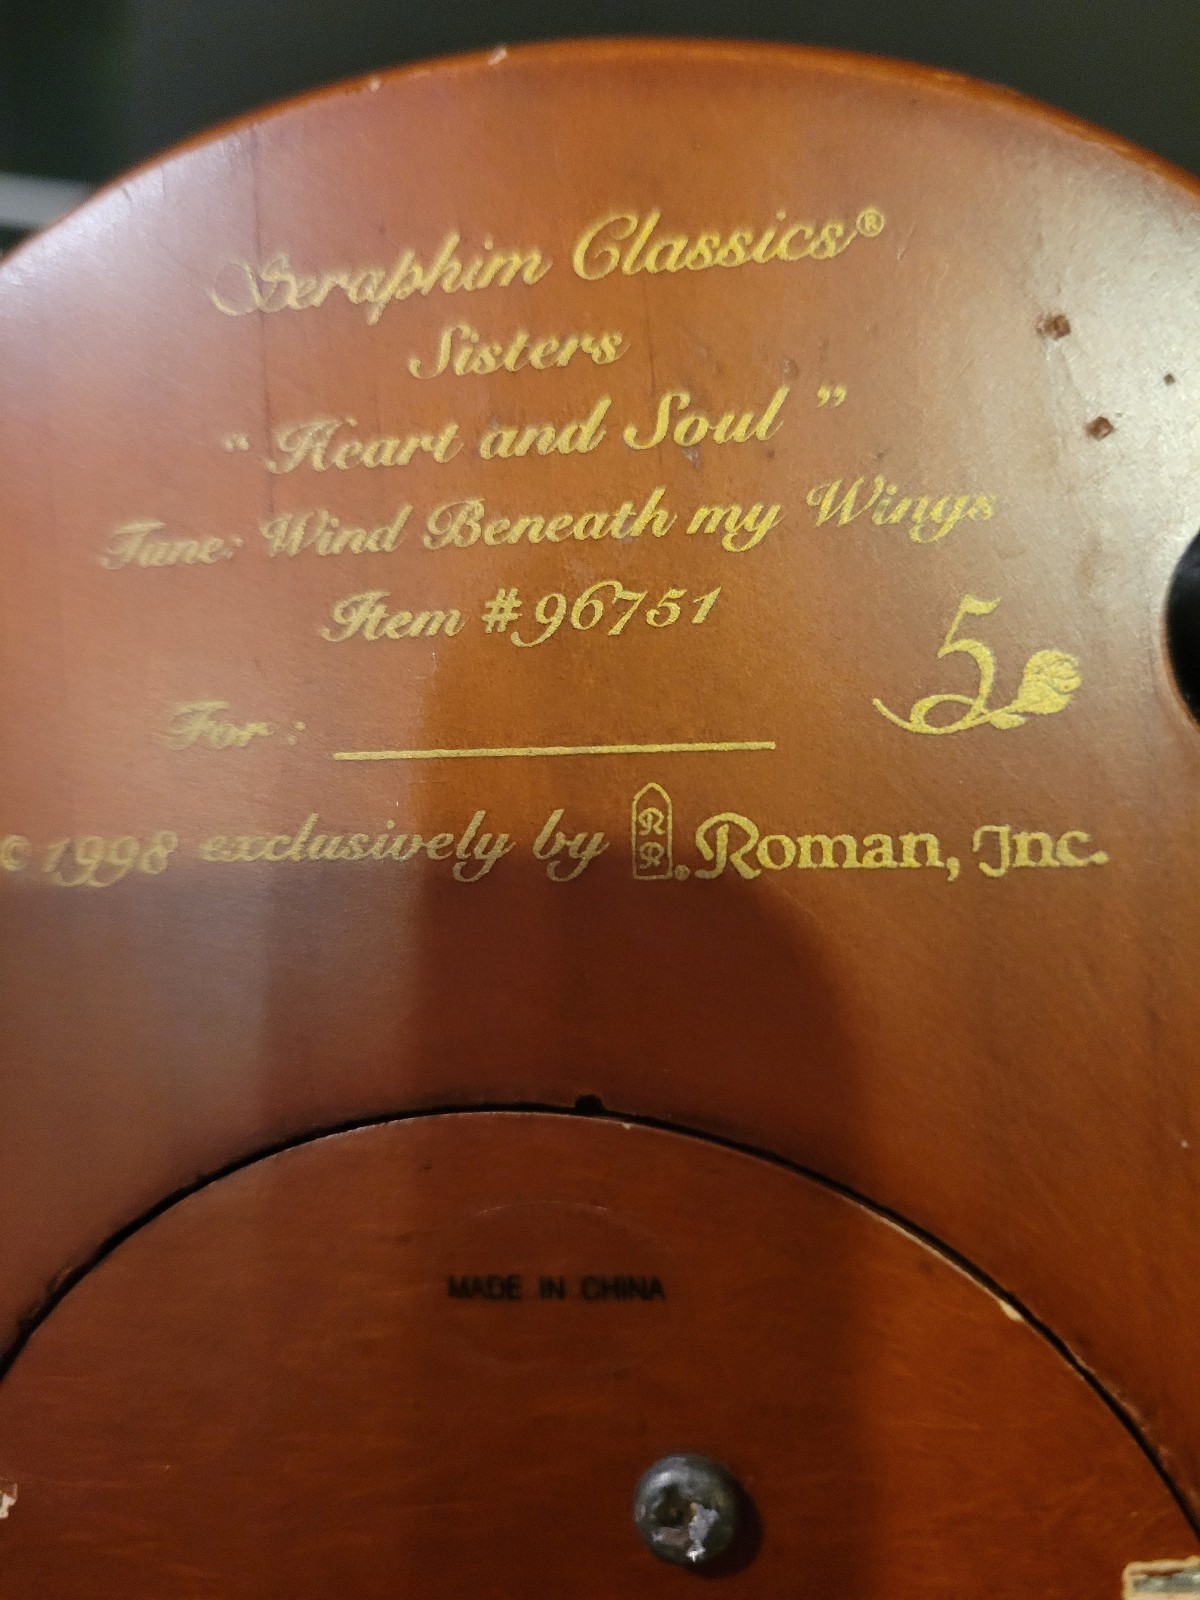 Seraphim Classics®
Sisters
“ Heart and Soul ”
Tune: Wind Beneath my Wings
Item #96751
5
For :
© 1998 exclusively by R R ® Roman, Inc.
MADE IN CHINA